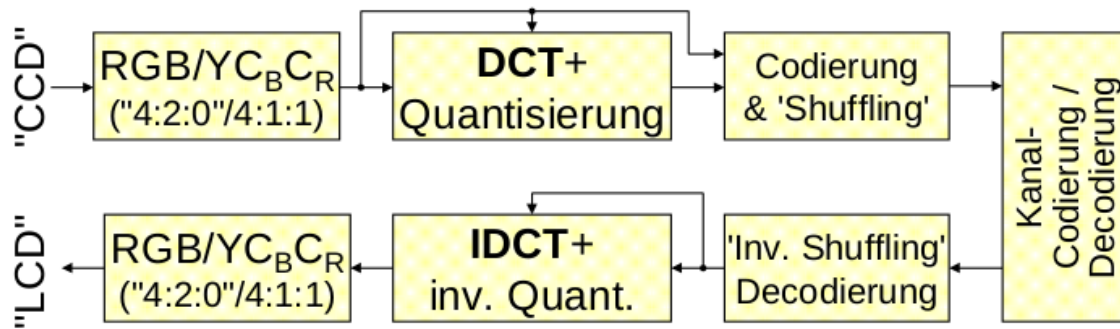 "CCD"
RGB/YCBCR
("4:2:0"/4:1:1)
DCT+
Quantisierung
Codierung
& 'Shuffling'
Kanal-
Codierung /
Decodierung
"LCD"
RGB/YCBCR
("4:2:0"/4:1:1)
IDCT+
inv. Quant.
'Inv. Shuffling'
Decodierung